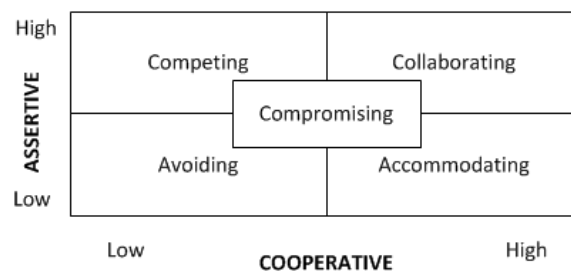 High
Competing
Collaborating
ASSERTIVE
Compromising
Avoiding
Accommodating
Low
Low
High
COOPERATIVE